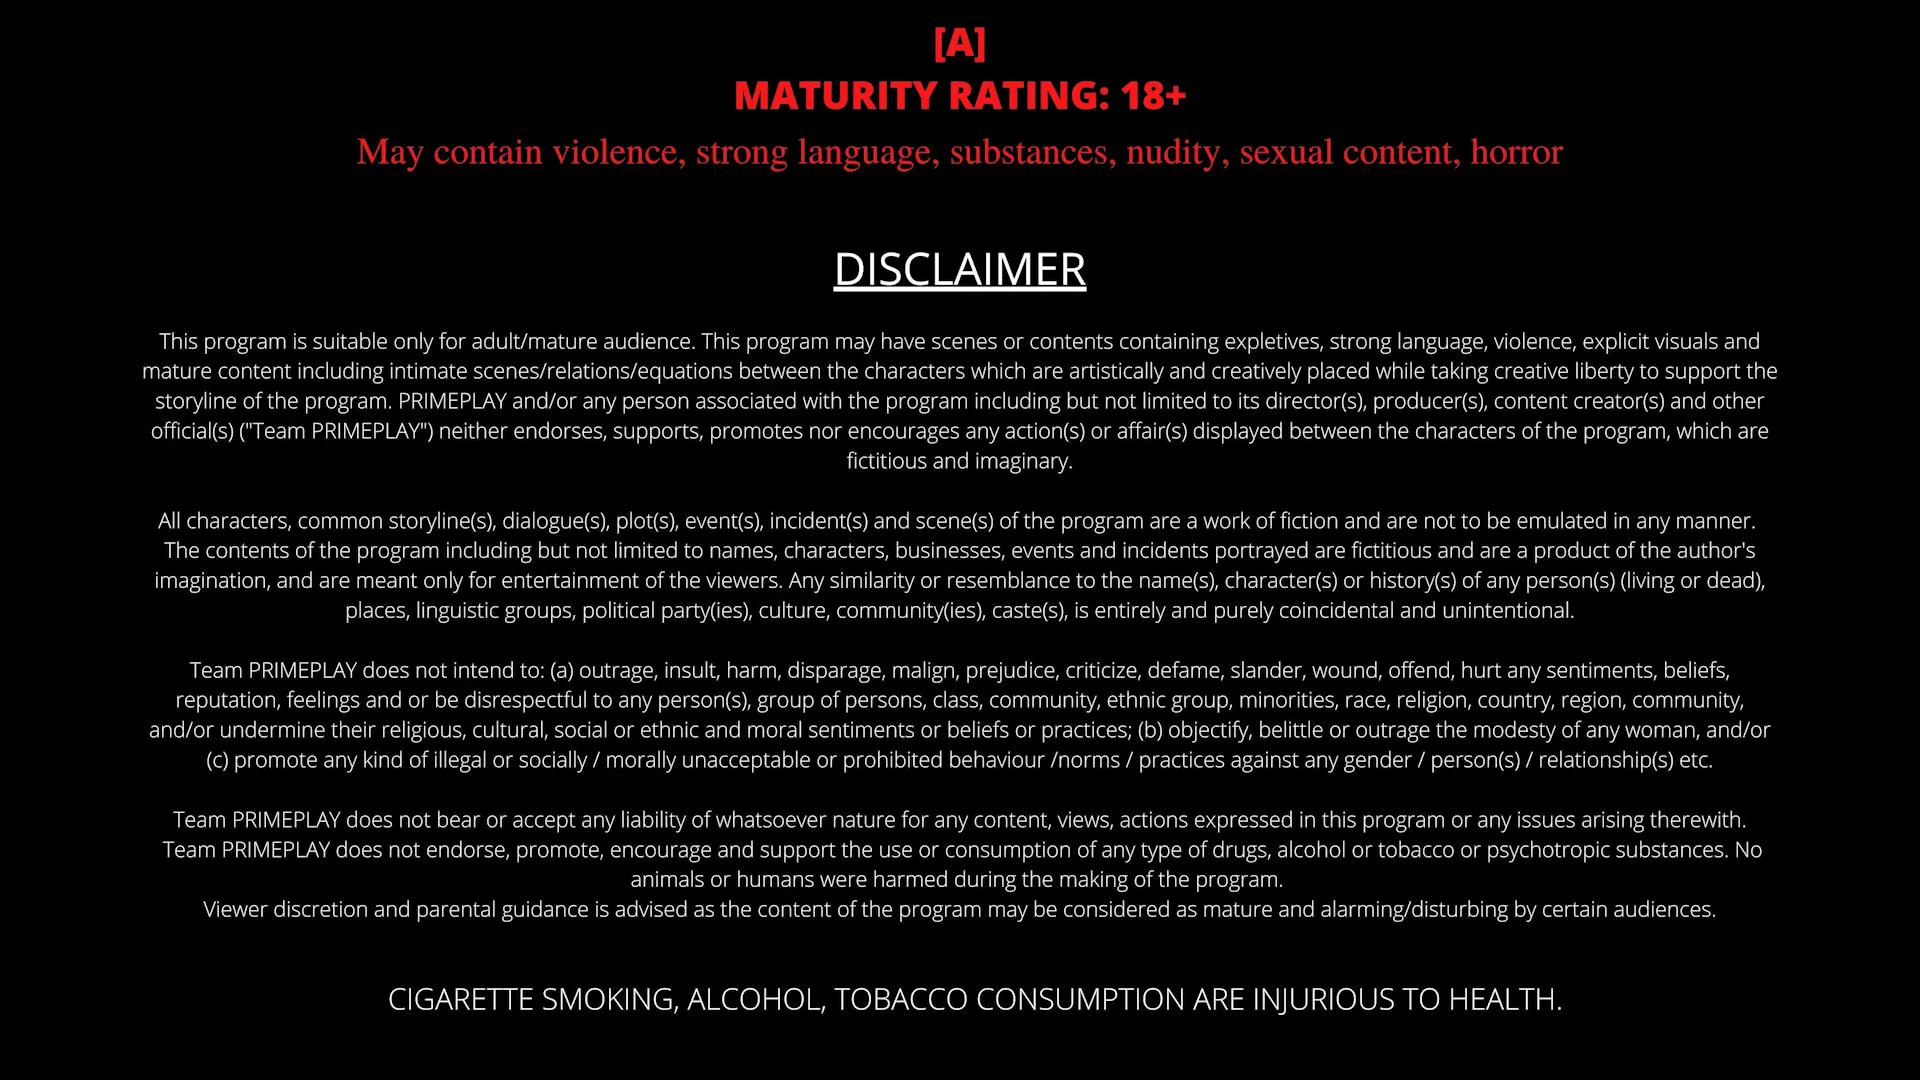 [A]
MATURITY RATING: 18+
May contain violence, strong language, substances, nudity, sexual content, horror
DISCLAIMER
This program is suitable only for adult/mature audience. This program may have scenes or contents containing expletives, strong language, violence, explicit visuals and
mature content including intimate scenes/relations/equations between the characters which are artistically and creatively placed while taking creative liberty to support the
storyline of the program. PRIMEPLAY and/or any person associated with the program including but not limited to its director(s), producer(s), content creator(s) and other
official(s) ("Team PRIMEPLAY") neither endorses, supports, promotes nor encourages any action(s) or affair(s) displayed between the characters of the program, which are
fictitious and imaginary.
All characters, common storyline(s), dialogue(s), plot(s), event(s), incident(s) and scene(s) of the program are a work of fiction and are not to be emulated in any manner.
The contents of the program including but not limited to names, characters, businesses, events and incidents portrayed are fictitious and are a product of the author's
imagination, and are meant only for entertainment of the viewers. Any similarity or resemblance to the name(s), character(s) or history(s) of any person(s) (living or dead),
places, linguistic groups, political party(ies), culture, community(ies), caste(s), is entirely and purely coincidental and unintentional.
Team PRIMEPLAY does not intend to: (a) outrage, insult, harm, disparage, malign, prejudice, criticize, defame, slander, wound, offend, hurt any sentiments, beliefs,
reputation, feelings and or be disrespectful to any person(s), group of persons, class, community, ethnic group, minorities, race, religion, country, region, community,
and/or undermine their religious, cultural, social or ethnic and moral sentiments or beliefs or practices; (b) objectify, belittle or outrage the modesty of any woman, and/or
(c) promote any kind of illegal or socially / morally unacceptable or prohibited behaviour /norms / practices against any gender / person(s) / relationship(s) etc.
Team PRIMEPLAY does not bear or accept any liability of whatsoever nature for any content, views, actions expressed in this program or any issues arising therewith.
Team PRIMEPLAY does not endorse, promote, encourage and support the use or consumption of any type of drugs, alcohol or tobacco or psychotropic substances. No
animals or humans were harmed during the making of the program.
Viewer discretion and parental guidance is advised as the content of the program may be considered as mature and alarming/disturbing by certain audiences.
CIGARETTE SMOKING, ALCOHOL, TOBACCO CONSUMPTION ARE INJURIOUS TO HEALTH.